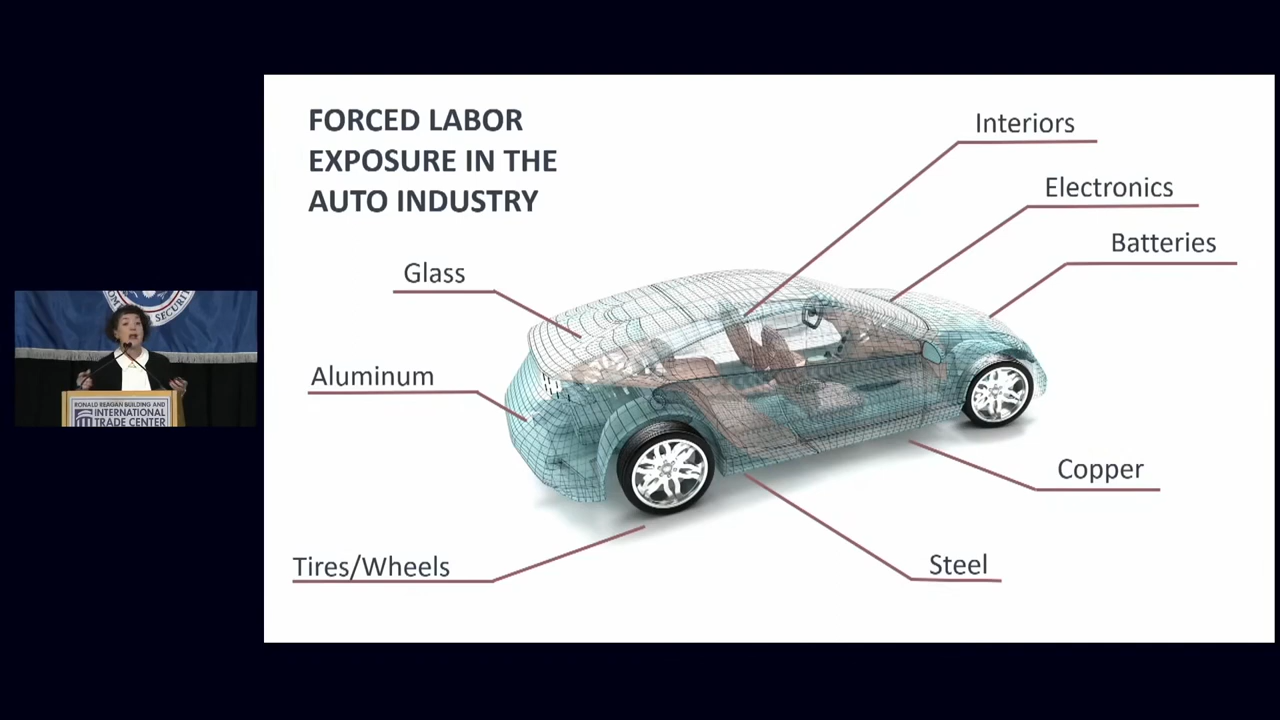 FORCED LABOR
EXPOSURE IN THE
AUTO INDUSTRY
Interiors
Electronics
Batteries
Glass
Aluminum
Copper
Tires/Wheels
Steel
SECURIT
RONALD REAGAN BUILDING AND
INTERNATIONAL
TRADE CENTER